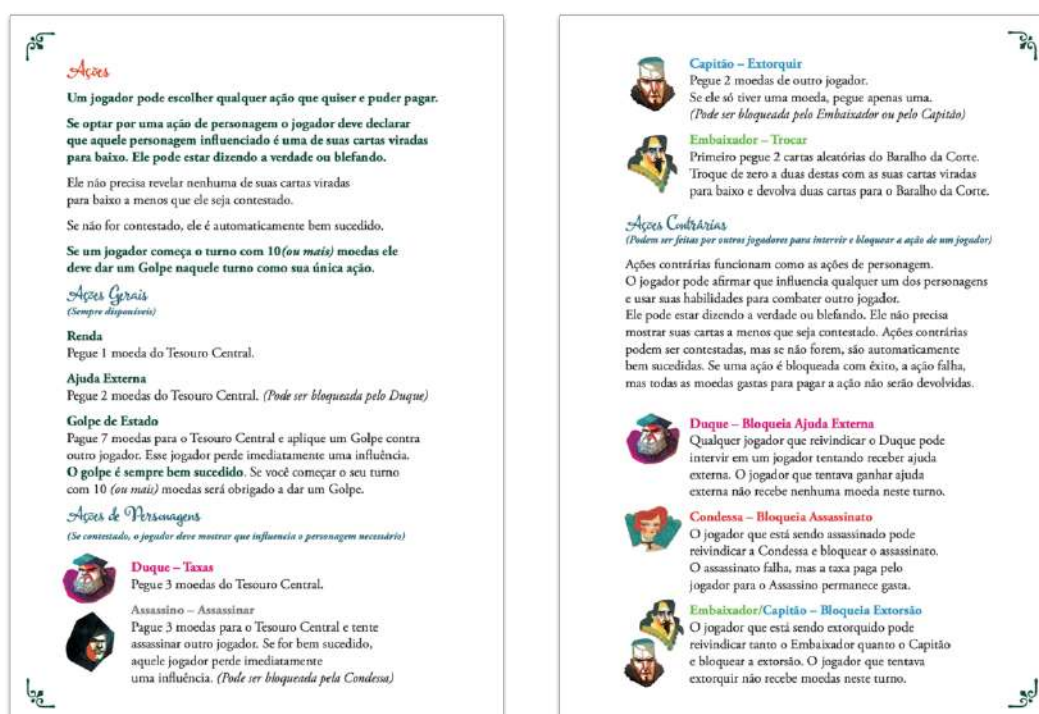 Ações
Um jogador pode escolher qualquer ação que quiser e puder pagar.
Se optar por uma ação de personagem o jogador deve declarar
que aquele personagem influenciado é uma de suas cartas viradas
para baixo. Ele pode estar dizendo a verdade ou blefando.
Ele não precisa revelar nenhuma de suas cartas viradas
para baixo a menos que ele seja contestado.
Se não for contestado, ele é automaticamente bem sucedido.
Se um jogador começa o turno com 10(ou mais) moedas ele
deve dar um Golpe naquele turno como sua única ação.
Ações Gerais
(Sempre disponíveis)
Renda
Pegue 1 moeda do Tesouro Central.
Ajuda Externa
Pegue 2 moedas do Tesouro Central. (Pode ser bloqueada pelo Duque)
Golpe de Estado
Pague 7 moedas para o Tesouro Central e aplique um Golpe contra
outro jogador. Esse jogador perde imediatamente uma influência.
O golpe é sempre bem sucedido. Se você começar o seu turno
com 10 (ou mais) moedas será obrigado a dar um Golpe.
Ações de Personagens
(Se contestado, o jogador deve mostrar que influencia o personagem necessário)
Duque – Taxas
Pegue 3 moedas do Tesouro Central.
Assassino – Assassinar
Pague 3 moedas para o Tesouro Central e tente
assassinar outro jogador. Se for bem sucedido,
aquele jogador perde imediatamente
uma influência. (Pode ser bloqueada pela Condessa)
Capitão – Extorquir
Pegue 2 moedas de outro jogador.
Se ele só tiver uma moeda, pegue apenas uma.
(Pode ser bloqueada pelo Embaixador ou pelo Capitão)
Embaixador – Trocar
Primeiro pegue 2 cartas aleatórias do Baralho da Corte.
Troque de zero a duas destas com as suas cartas viradas
para baixo e devolva duas cartas para o Baralho da Corte.
Ações Contrárias
(Podem ser feitas por outros jogadores para intervir e bloquear a ação de um jogador)
Ações contrárias funcionam como as ações de personagem.
O jogador pode afirmar que influencia qualquer um dos personagens
e usar suas habilidades para combater outro jogador.
Ele pode estar dizendo a verdade ou blefando. Ele não precisa
mostrar suas cartas a menos que seja contestado. Ações contrárias
podem ser contestadas, mas se não forem, são automaticamente
bem sucedidas. Se uma ação é bloqueada com êxito, a ação falha,
mas todas as moedas gastas para pagar a ação não serão devolvidas.
Duque – Bloqueia Ajuda Externa
Qualquer jogador que reivindicar o Duque pode
intervir em um jogador tentando receber ajuda
externa. O jogador que tentava ganhar ajuda
externa não recebe nenhuma moeda neste turno.
Condessa – Bloqueia Assassinato
O jogador que está sendo assassinado pode
reivindicar a Condessa e bloquear o assassinato.
O assassinato falha, mas a taxa paga pelo
jogador para o Assassino permanece gasta.
Embaixador/Capitão – Bloqueia Extorsão
O jogador que está sendo extorquido pode
reivindicar tanto o Embaixador quanto o Capitão
e bloquear a extorsão. O jogador que tentava
extorquir não recebe moedas neste turno.